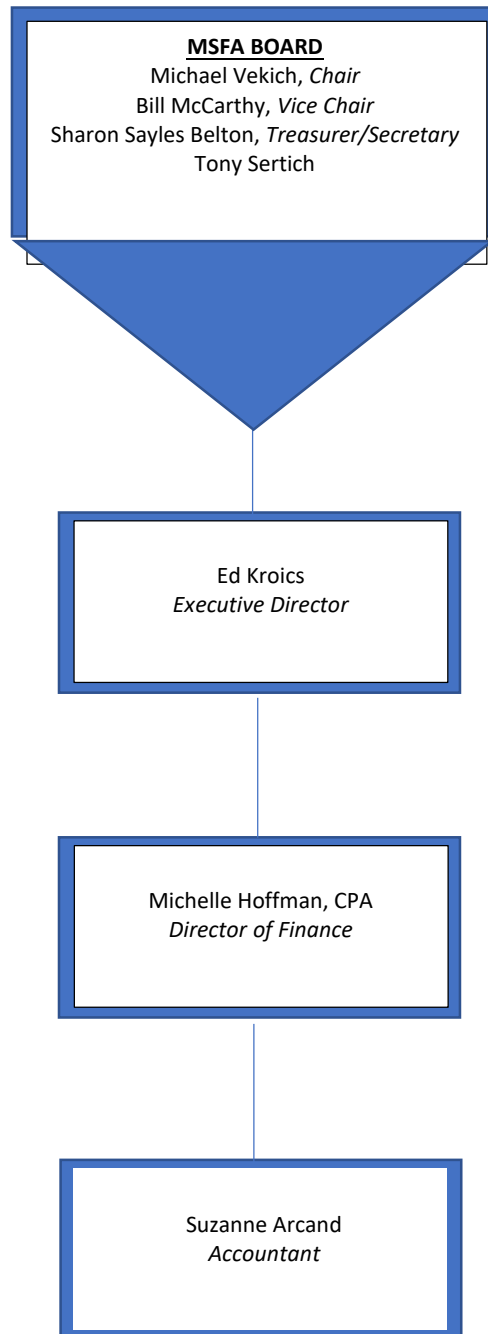 MSFA BOARD
Michael Vekich, Chair
Bill McCarthy, Vice Chair
Sharon Sayles Belton, Treasurer/Secretary
Tony Sertich
Ed Kroics
Executive Director
Michelle Hoffman, CPA
Director of Finance
Suzanne Arcand
Accountant